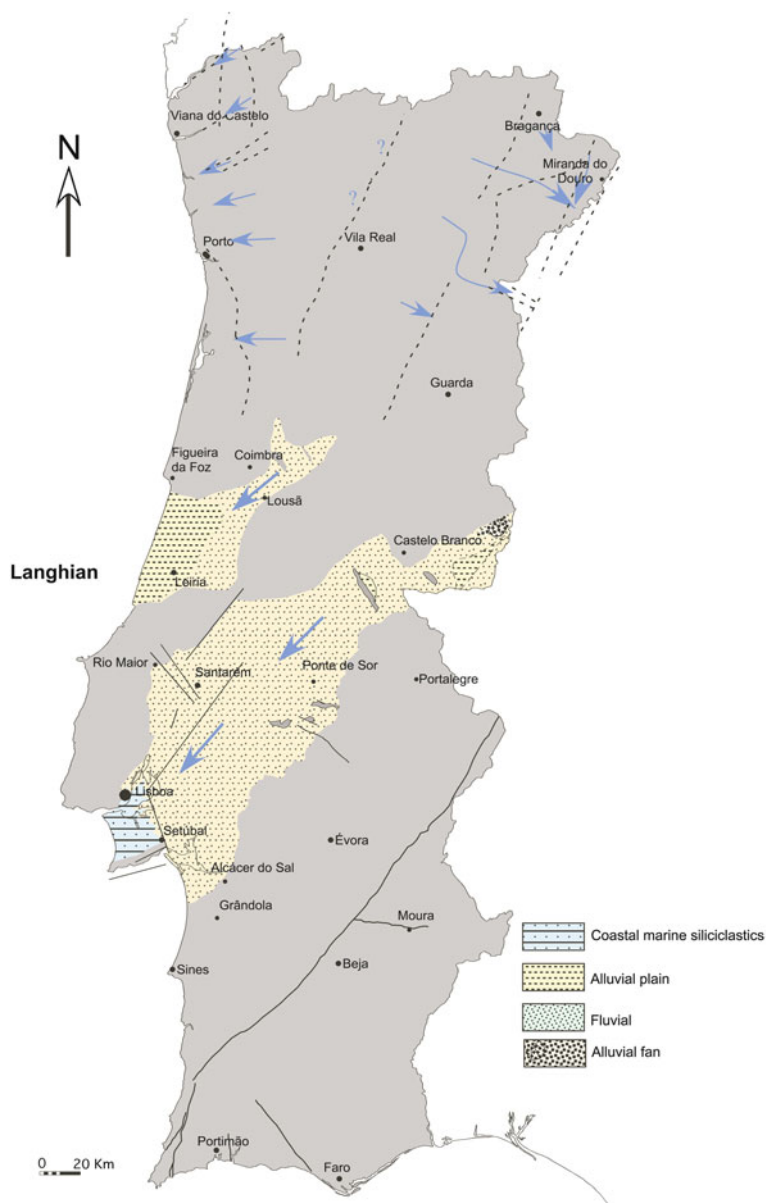 Viana do Castelo
Bragança
N
?
Miranda do
Douro
?
Porto
Vila Real
Guarda
Figueira
da Foz
Coimbra
Lousã
Castelo Branco
Langhian
Leiria
Rio Maior
Santarém
Ponte de Sor
Portalegre
Lisboa
Setúbal
Évora
Alcácer do Sal
Grândola
Moura
Coastal marine siliciclastics
Sines
Beja
Alluvial plain
Fluvial
Alluvial fan
Portimão
0 20 Km
Faro